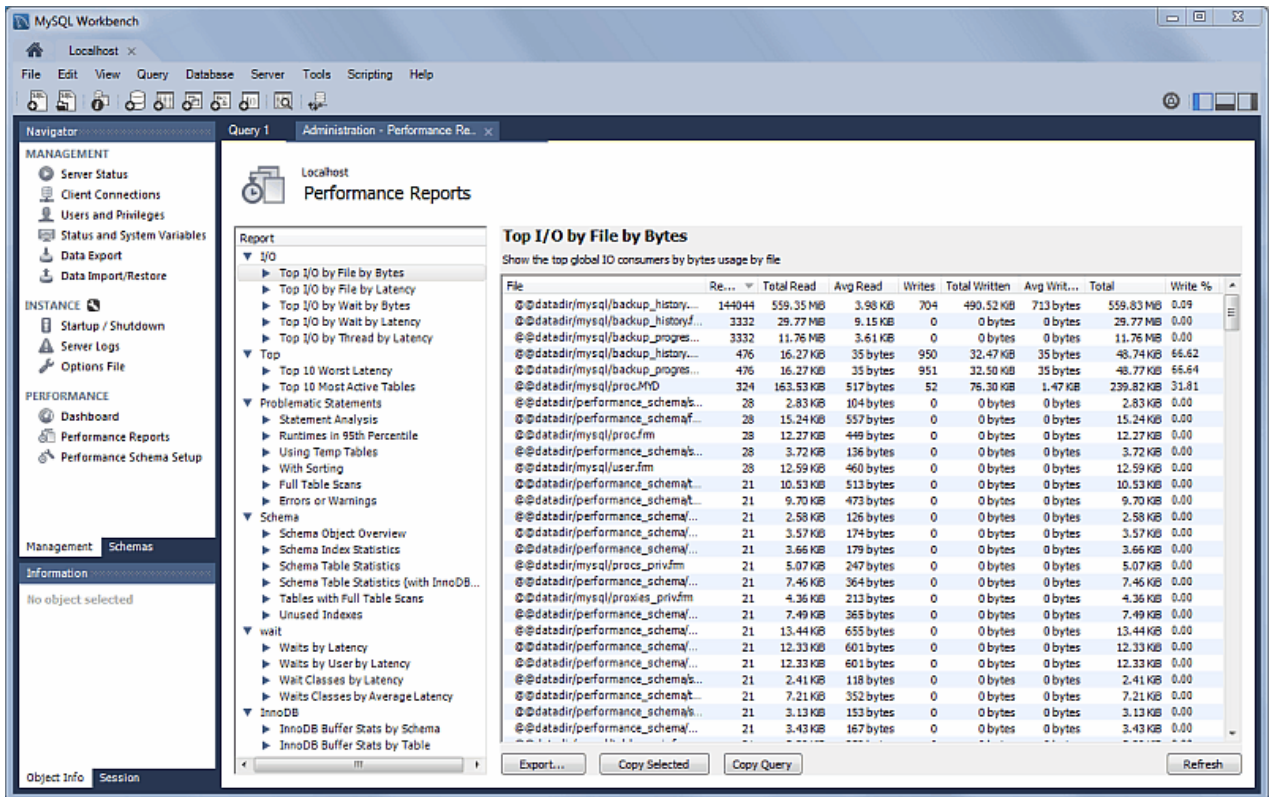 MySQL Workbench
Localhost
File Edit View Query Database Server Tools Scripting Help
Navigator
MANAGEMENT
Server Status
Client Connections
Users and Privileges
Status and System Variables
Data Export
Data Import/Restore
INSTANCE
Startup / Shutdown
Server Logs
Options File
PERFORMANCE
Dashboard
Performance Reports
Performance Schema Setup
Management Schemas
Information
No object selected
Object Info Session
Query 1 Administration - Performance Re...
Localhost
Performance Reports
Report
I/O
Top I/O by File by Bytes
Top I/O by File by Latency
Top I/O by Wait by Bytes
Top I/O by Wait by Latency
Top I/O by Thread by Latency
Top
Top 10 Worst Latency
Top 10 Most Active Tables
Problematic Statements
Statement Analysis
Runtimes in 95th Percentile
Using Temp Tables
With Sorting
Full Table Scans
Errors or Warnings
Schema
Schema Object Overview
Schema Index Statistics
Schema Table Statistics
Schema Table Statistics (with InnoDB...
Tables with Full Table Scans
Unused Indexes
wait
Waits by Latency
Waits by User by Latency
Wait Classes by Latency
Waits Classes by Average Latency
InnoDB
InnoDB Buffer Stats by Schema
InnoDB Buffer Stats by Table
Top I/O by File by Bytes
Show the top global IO consumers by bytes usage by file
File Re... Total Read Avg Read Writes Total Written Avg Writ... Total Write %
@@datadir/mysql/backup_history.... 144044 559.35 MiB 3.98 KiB 704 490.52 KiB 713 bytes 559.83 MiB 0.09
@@datadir/mysql/backup_history.f... 3332 29.77 MiB 9.15 KiB 0 0 bytes 0 bytes 29.77 MiB 0.00
@@datadir/mysql/backup_progres... 3332 11.76 MiB 3.61 KiB 0 0 bytes 0 bytes 11.76 MiB 0.00
@@datadir/mysql/backup_history.... 476 16.27 KiB 35 bytes 950 32.47 KiB 35 bytes 48.74 KiB 66.62
@@datadir/mysql/backup_progres... 476 16.27 KiB 35 bytes 951 32.50 KiB 35 bytes 48.77 KiB 66.64
@@datadir/mysql/proc.MYD 324 163.53 KiB 517 bytes 52 76.30 KiB 1.47 KiB 239.82 KiB 31.81
@@datadir/performance_schema/s... 28 2.83 KiB 104 bytes 0 0 bytes 0 bytes 2.83 KiB 0.00
@@datadir/performance_schema/f... 28 15.24 KiB 557 bytes 0 0 bytes 0 bytes 15.24 KiB 0.00
@@datadir/mysql/proc.frm 28 12.27 KiB 449 bytes 0 0 bytes 0 bytes 12.27 KiB 0.00
@@datadir/performance_schema/s... 28 3.72 KiB 136 bytes 0 0 bytes 0 bytes 3.72 KiB 0.00
@@datadir/mysql/user.frm 28 12.59 KiB 460 bytes 0 0 bytes 0 bytes 12.59 KiB 0.00
@@datadir/performance_schema/t... 21 10.53 KiB 513 bytes 0 0 bytes 0 bytes 10.53 KiB 0.00
@@datadir/performance_schema/t... 21 9.70 KiB 473 bytes 0 0 bytes 0 bytes 9.70 KiB 0.00
@@datadir/performance_schema/... 21 2.58 KiB 126 bytes 0 0 bytes 0 bytes 2.58 KiB 0.00
@@datadir/performance_schema/... 21 3.57 KiB 174 bytes 0 0 bytes 0 bytes 3.57 KiB 0.00
@@datadir/performance_schema/... 21 3.66 KiB 179 bytes 0 0 bytes 0 bytes 3.66 KiB 0.00
@@datadir/mysql/procs_priv.frm 21 5.07 KiB 247 bytes 0 0 bytes 0 bytes 5.07 KiB 0.00
@@datadir/performance_schema/... 21 7.46 KiB 364 bytes 0 0 bytes 0 bytes 7.46 KiB 0.00
@@datadir/mysql/proxies_priv.frm 21 4.36 KiB 213 bytes 0 0 bytes 0 bytes 4.36 KiB 0.00
@@datadir/performance_schema/... 21 7.49 KiB 365 bytes 0 0 bytes 0 bytes 7.49 KiB 0.00
@@datadir/performance_schema/... 21 13.44 KiB 655 bytes 0 0 bytes 0 bytes 13.44 KiB 0.00
@@datadir/performance_schema/... 21 12.33 KiB 601 bytes 0 0 bytes 0 bytes 12.33 KiB 0.00
@@datadir/performance_schema/... 21 12.33 KiB 601 bytes 0 0 bytes 0 bytes 12.33 KiB 0.00
@@datadir/performance_schema/s... 21 2.41 KiB 118 bytes 0 0 bytes 0 bytes 2.41 KiB 0.00
@@datadir/performance_schema/t... 21 7.21 KiB 352 bytes 0 0 bytes 0 bytes 7.21 KiB 0.00
@@datadir/performance_schema/s... 21 3.13 KiB 153 bytes 0 0 bytes 0 bytes 3.13 KiB 0.00
@@datadir/performance_schema/... 21 3.43 KiB 167 bytes 0 0 bytes 0 bytes 3.43 KiB 0.00
Export... Copy Selected Copy Query Refresh